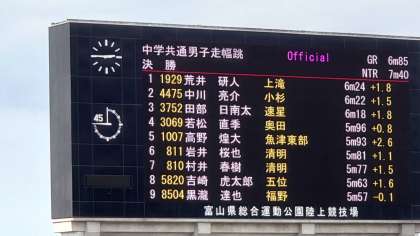 中学共通男子走幅跳 Official GR 6m85
決 勝 NTR 7m40
1 1929 荒井 研人 上滝 6m24 +1.8
2 4475 中川 亮介 小杉 6m22 +1.5
3 3752 田部 日南太 速星 6m18 +1.8
4 3069 若松 直季 奥田 5m96 +0.8
5 1007 高野 煌大 魚津東部 5m93 +2.6
6 811 岩井 桜也 清明 5m81 +1.1
7 810 村井 春樹 清明 5m77 +1.5
8 5820 吉崎 虎太郎 五位 5m63 +1.6
9 8504 黒瀧 達也 福野 5m57 -0.1
45
富山県総合運動公園陸上競技場